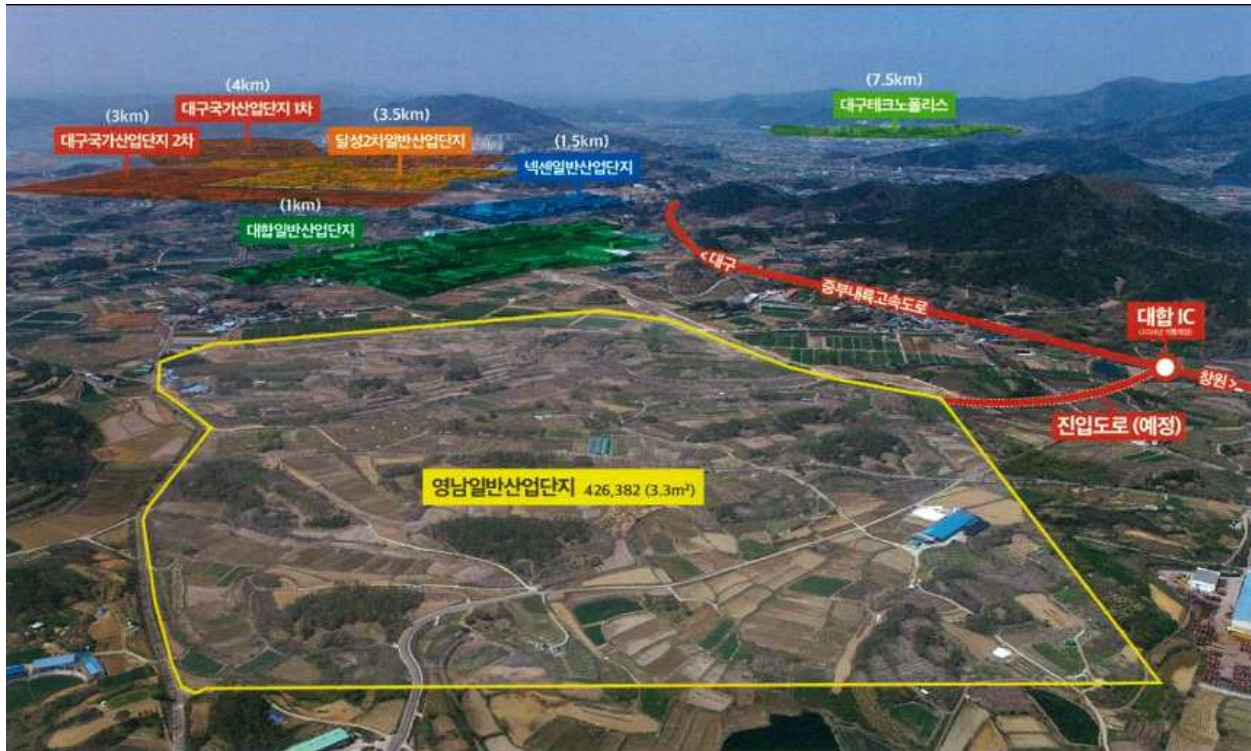 (4km)
대구국가산업단지 1차
(3km)
대구국가산업단지 2차
(3.5km)
달성2차일반산업단지
(1.5km)
넥센일반산업단지
(7.5km)
대구테크노폴리스
(1km)
대합일반산업단지
< 대구
중부내륙고속도로
대합 IC
창원 >
진입도로 (예정)
영남일반산업단지 426,382 (3.3m²)